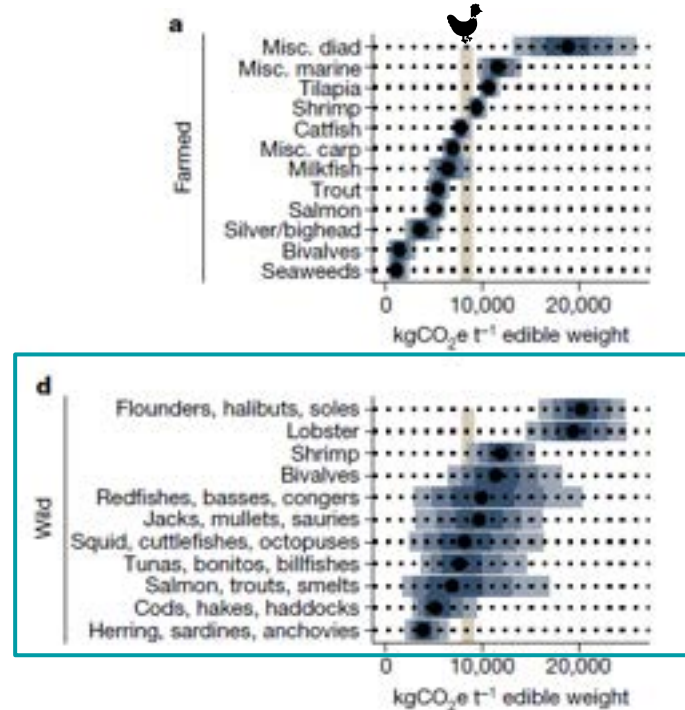 a
Farmed
Misc. diad
Misc. marine
Tilapia
Shrimp
Catfish
Misc. carp
Milkfish
Trout
Salmon
Silver/bighead
Bivalves
Seaweeds
0 10,000 20,000
kgCO₂e t⁻¹ edible weight
d
Wild
Flounders, halibuts, soles
Lobster
Shrimp
Bivalves
Redfishes, basses, congers
Jacks, mullets, sauries
Squid, cuttlefishes, octopuses
Tunas, bonitos, billfishes
Salmon, trouts, smelts
Cods, hakes, haddocks
Herring, sardines, anchovies
0 10,000 20,000
kgCO₂e t⁻¹ edible weight